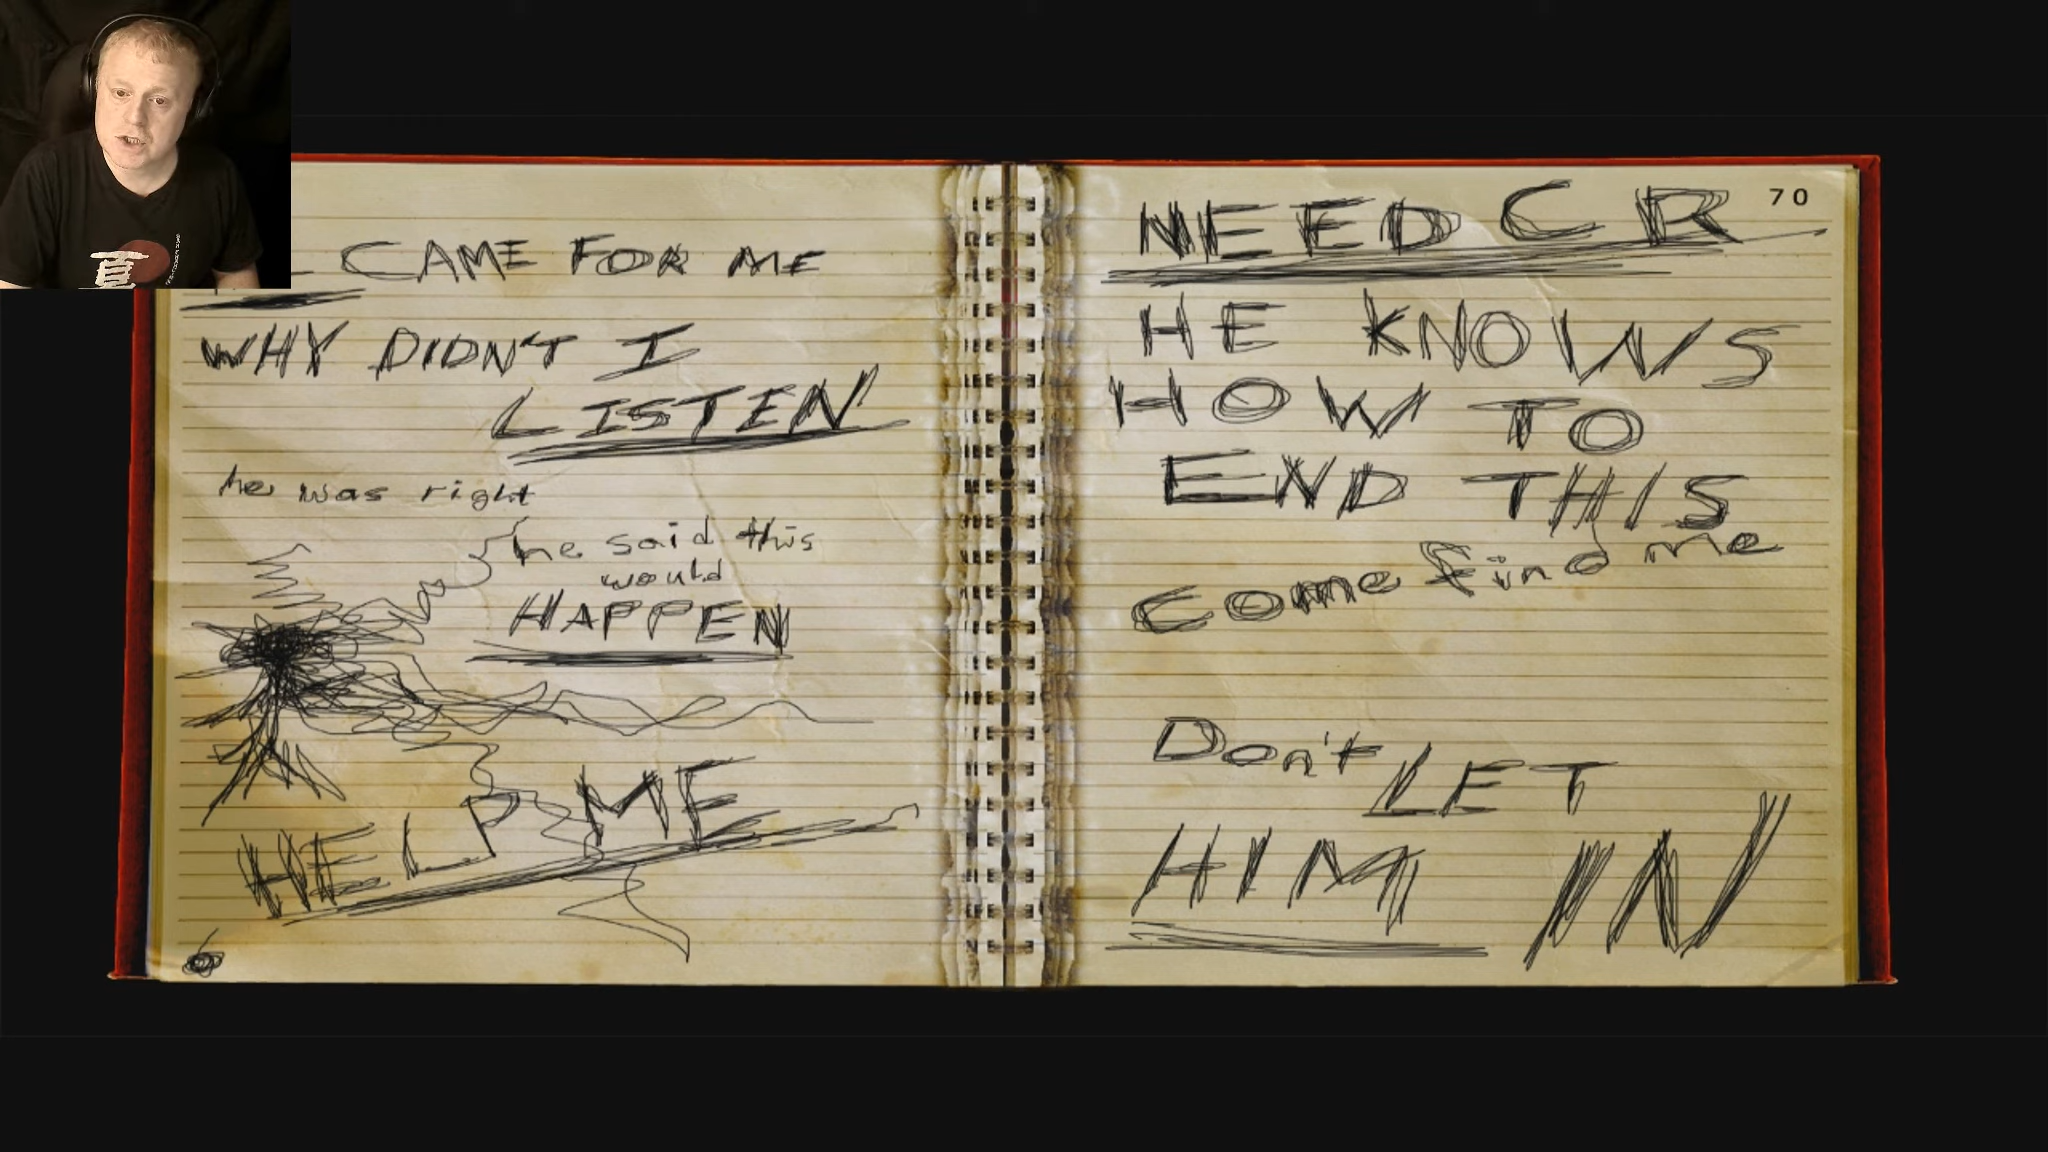 CAME FOR ME
WHY DIDN'T I
LISTEN
he was right
he said this
would
HAPPEN
HELP ME
70
NEED CR
HE KNOWS
HOW TO
END THIS
come find me
Don't LET
HIM IN